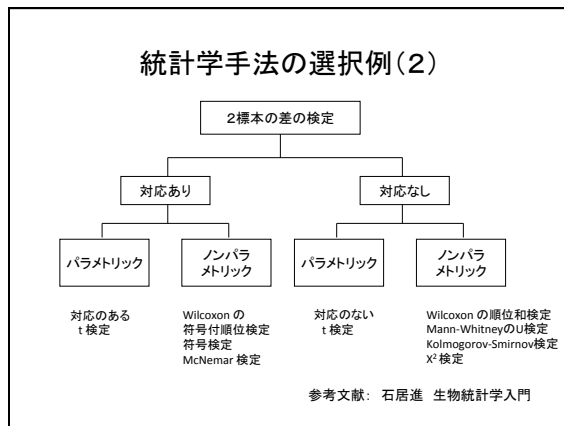 統計学手法の選択例(2)
2標本の差の検定
対応あり
対応なし
パラメトリック
ノンパラ
メトリック
パラメトリック
ノンパラ
メトリック
対応のある
t 検定
Wilcoxon の
符号付順位検定
符号検定
McNemar 検定
対応のない
t 検定
Wilcoxon の順位和検定
Mann-WhitneyのU検定
Kolmogorov-Smirnov検定
X² 検定
参考文献: 石居進 生物統計学入門